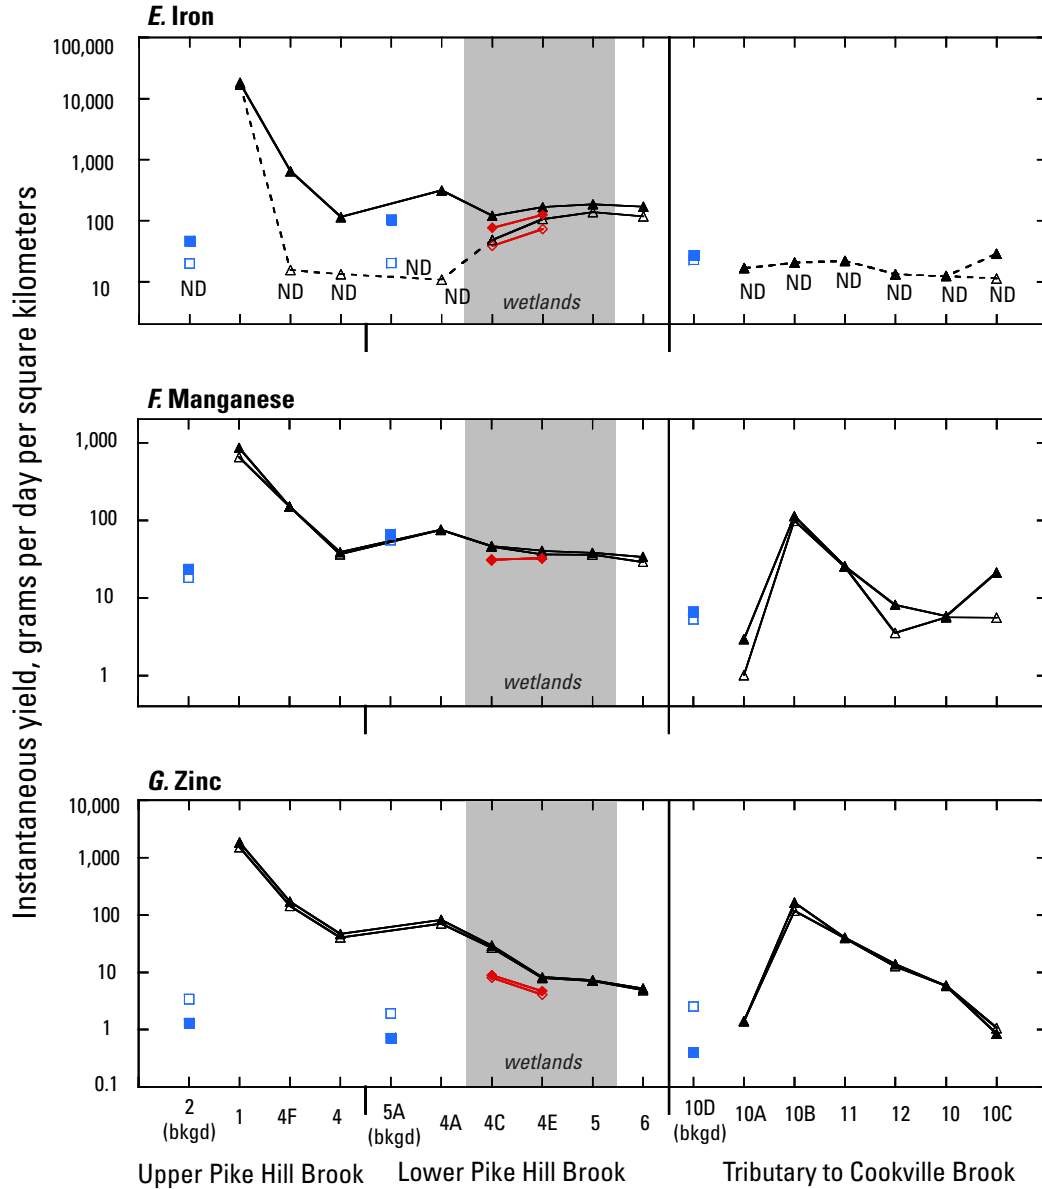 Instantaneous yield, grams per day per square kilometers
E. Iron
100,000
10,000
1,000
100
10
ND
ND
ND
ND
ND
wetlands
ND
ND
ND
ND
ND
ND
F. Manganese
1,000
100
10
1
wetlands
G. Zinc
10,000
1,000
100
10
1
0.1
wetlands
2 (bkgd)
1
4F
4
5A (bkgd)
4A
4C
4E
5
6
10D (bkgd)
10A
10B
11
12
10
10C
Upper Pike Hill Brook
Lower Pike Hill Brook
Tributary to Cookville Brook